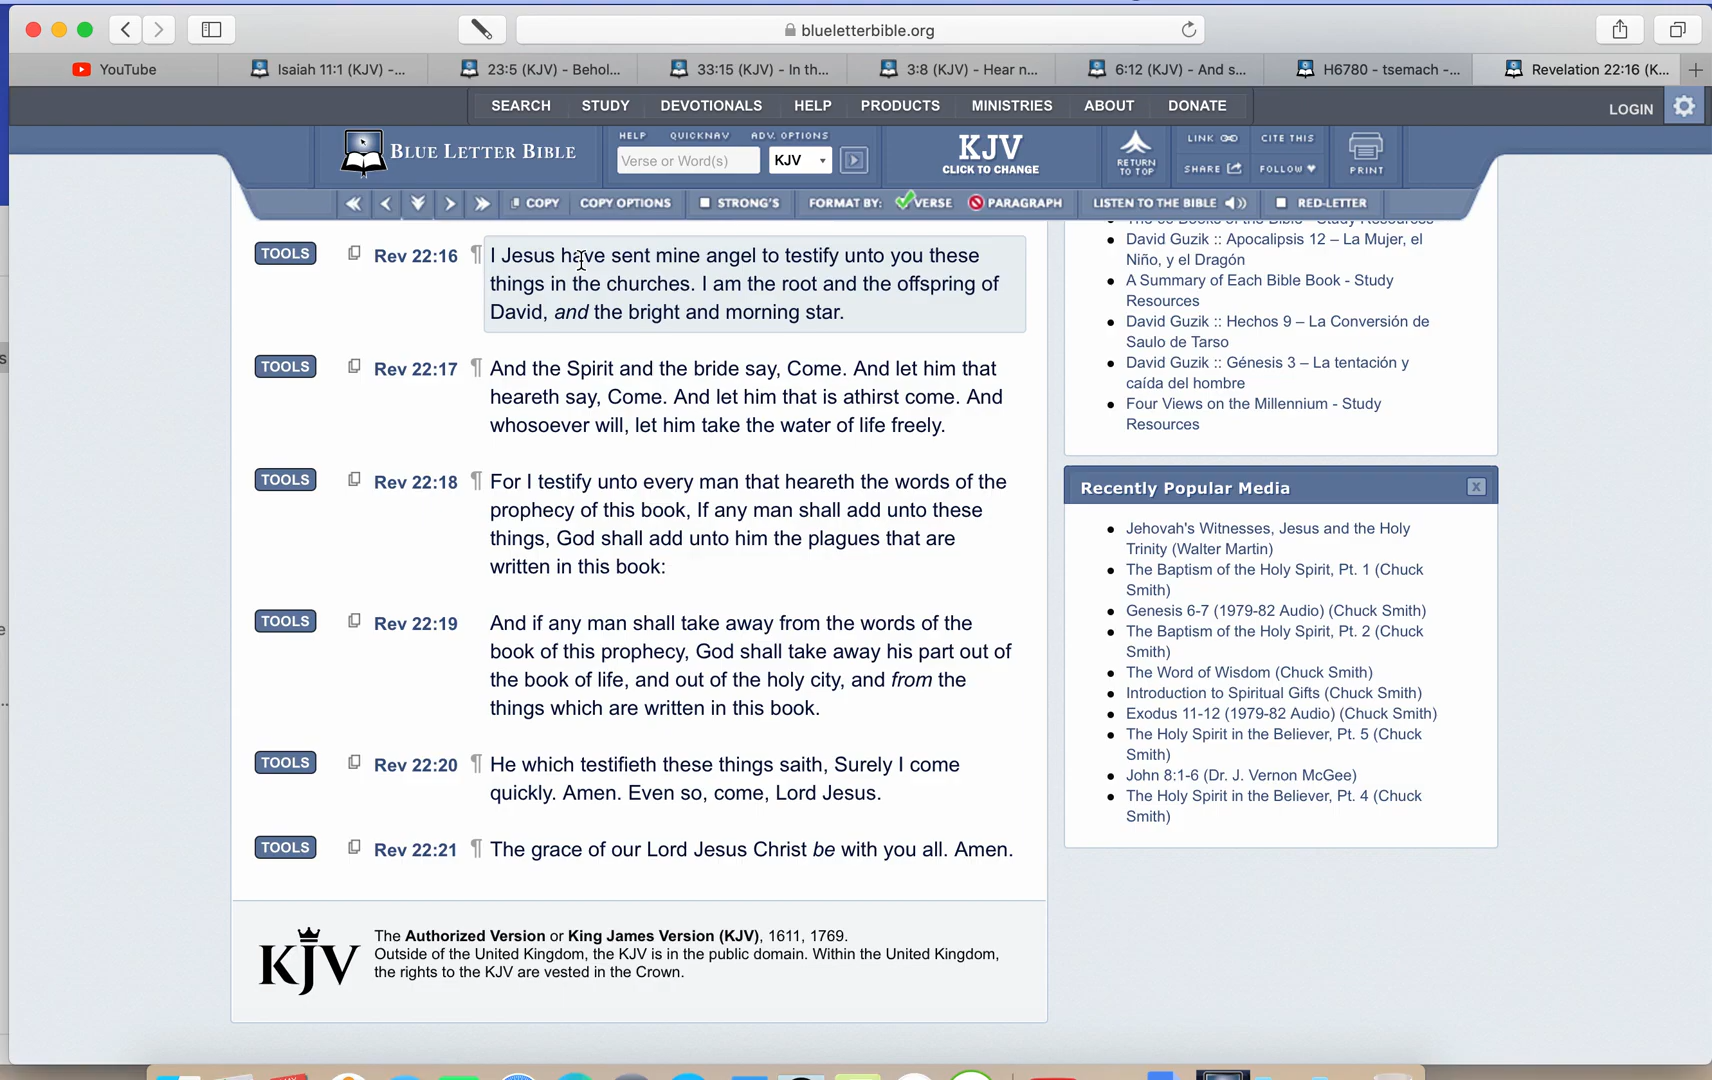 blueletterbible.org
YouTube
Isaiah 11:1 (KJV) -...
23:5 (KJV) - Behol...
33:15 (KJV) - In th...
3:8 (KJV) - Hear n...
6:12 (KJV) - And s...
H6780 - tsemach -...
Revelation 22:16 (K...
SEARCH STUDY DEVOTIONALS HELP PRODUCTS MINISTRIES ABOUT DONATE
LOGIN
BLUE LETTER BIBLE
HELP QUICKNAV ADV. OPTIONS
Verse or Word(s) KJV
KJV
CLICK TO CHANGE
RETURN
TO TOP
LINK CITE THIS
SHARE FOLLOW
PRINT
COPY COPY OPTIONS STRONG'S FORMAT BY: VERSE PARAGRAPH LISTEN TO THE BIBLE RED-LETTER
TOOLS Rev 22:16 ¶ I Jesus have sent mine angel to testify unto you these
things in the churches. I am the root and the offspring of
David, and the bright and morning star.
TOOLS Rev 22:17 ¶ And the Spirit and the bride say, Come. And let him that
heareth say, Come. And let him that is athirst come. And
whosoever will, let him take the water of life freely.
TOOLS Rev 22:18 ¶ For I testify unto every man that heareth the words of the
prophecy of this book, If any man shall add unto these
things, God shall add unto him the plagues that are
written in this book:
TOOLS Rev 22:19 And if any man shall take away from the words of the
book of this prophecy, God shall take away his part out of
the book of life, and out of the holy city, and from the
things which are written in this book.
TOOLS Rev 22:20 ¶ He which testifieth these things saith, Surely I come
quickly. Amen. Even so, come, Lord Jesus.
TOOLS Rev 22:21 ¶ The grace of our Lord Jesus Christ be with you all. Amen.
KJV
The Authorized Version or King James Version (KJV), 1611, 1769.
Outside of the United Kingdom, the KJV is in the public domain. Within the United Kingdom,
the rights to the KJV are vested in the Crown.
David Guzik :: Apocalipsis 12 – La Mujer, el
Niño, y el Dragón
A Summary of Each Bible Book - Study
Resources
David Guzik :: Hechos 9 – La Conversión de
Saulo de Tarso
David Guzik :: Génesis 3 – La tentación y
caída del hombre
Four Views on the Millennium - Study
Resources
Recently Popular Media
Jehovah's Witnesses, Jesus and the Holy
Trinity (Walter Martin)
The Baptism of the Holy Spirit, Pt. 1 (Chuck
Smith)
Genesis 6-7 (1979-82 Audio) (Chuck Smith)
The Baptism of the Holy Spirit, Pt. 2 (Chuck
Smith)
The Word of Wisdom (Chuck Smith)
Introduction to Spiritual Gifts (Chuck Smith)
Exodus 11-12 (1979-82 Audio) (Chuck Smith)
The Holy Spirit in the Believer, Pt. 5 (Chuck
Smith)
John 8:1-6 (Dr. J. Vernon McGee)
The Holy Spirit in the Believer, Pt. 4 (Chuck
Smith)